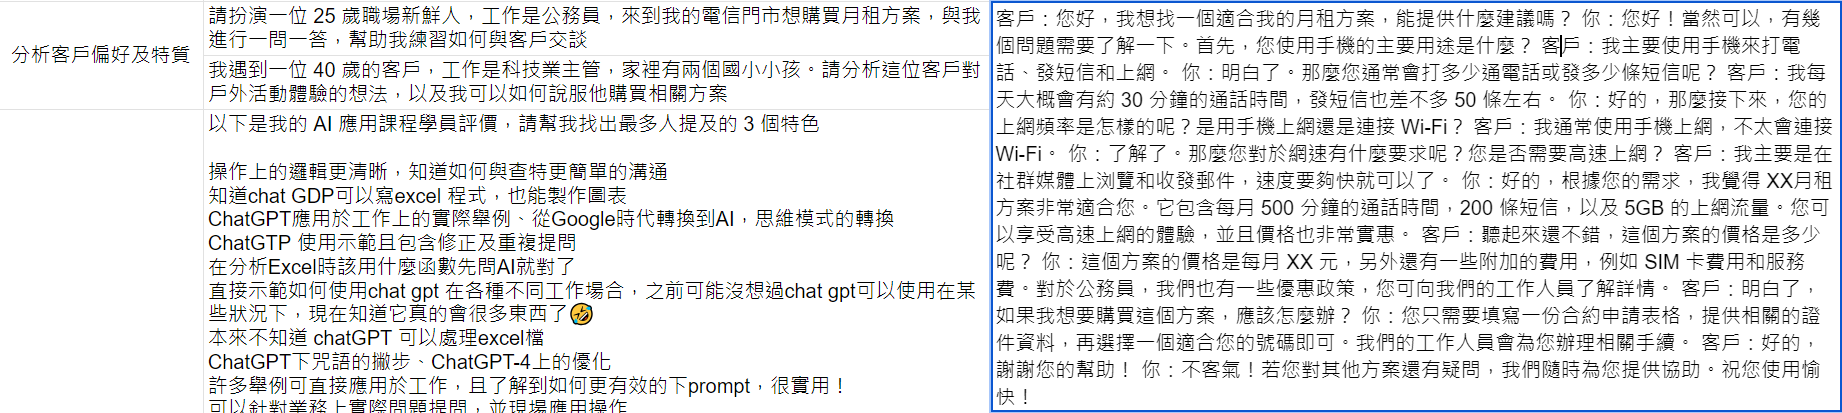 分析客戶偏好及特質
請扮演一位 25 歲職場新鮮人，工作是公務員，來到我的電信門市想購買月租方案，與我
進行一問一答，幫助我練習如何與客戶交談
我遇到一位 40 歲的客戶，工作是科技業主管，家裡有兩個國小小孩。請分析這位客戶對
戶外活動體驗的想法，以及我可以如何說服他購買相關方案
以下是我的 AI 應用課程學員評價，請幫我找出最多人提及的 3 個特色
操作上的邏輯更清晰，知道如何與查特更簡單的溝通
知道chat GDP可以寫excel 程式，也能製作圖表
ChatGPT應用於工作上的實際舉例、從Google時代轉換到AI，思維模式的轉換
ChatGTP 使用示範且包含修正及重複提問
在分析Excel時該用什麼函數先問AI就對了
直接示範如何使用chat gpt 在各種不同工作場合，之前可能沒想過chat gpt可以使用在某
些狀況下，現在知道它真的會很多東西了🤣
本來不知道 chatGPT 可以處理excel檔
ChatGPT下咒語的撇步、ChatGPT-4上的優化
許多舉例可直接應用於工作，且了解到如何更有效的下prompt，很實用！
可以針對業務上實際問題提問，並現場應用操作
客戶：您好，我想找一個適合我的月租方案，能提供什麼建議嗎？ 你：您好！當然可以，有幾
個問題需要了解一下。首先，您使用手機的主要用途是什麼？ 客戶：我主要使用手機來打電
話、發短信和上網。 你：明白了。那麼您通常會打多少通電話或發多少條短信呢？ 客戶：我每
天大概會有約 30 分鐘的通話時間，發短信也差不多 50 條左右。 你：好的，那麼接下來，您的
上網頻率是怎樣的呢？是用手機上網還是連接 Wi-Fi？ 客戶：我通常使用手機上網，不太會連接
Wi-Fi。 你：了解了。那麼您對於網速有什麼要求呢？您是否需要高速上網？ 客戶：我主要是在
社群媒體上浏覽和收發郵件，速度要夠快就可以了。 你：好的，根據您的需求，我覺得 XX月租
方案非常適合您。它包含每月 500 分鐘的通話時間，200 條短信，以及 5GB 的上網流量。您可
以享受高速上網的體驗，並且價格也非常實惠。 客戶：聽起來還不錯，這個方案的價格是多少
呢？ 你：這個方案的價格是每月 XX 元，另外還有一些附加的費用，例如 SIM 卡費用和服務
費。對於公務員，我們也有一些優惠政策，您可向我們的工作人員了解詳情。 客戶：明白了，
如果我想要購買這個方案，應該怎麼辦？ 你：您只需要填寫一份合約申請表格，提供相關的證
件資料，再選擇一個適合您的號碼即可。我們的工作人員會為您辦理相關手續。 客戶：好的，
謝謝您的幫助！ 你：不客氣！若您對其他方案還有疑問，我們隨時為您提供協助。祝您使用愉
快！